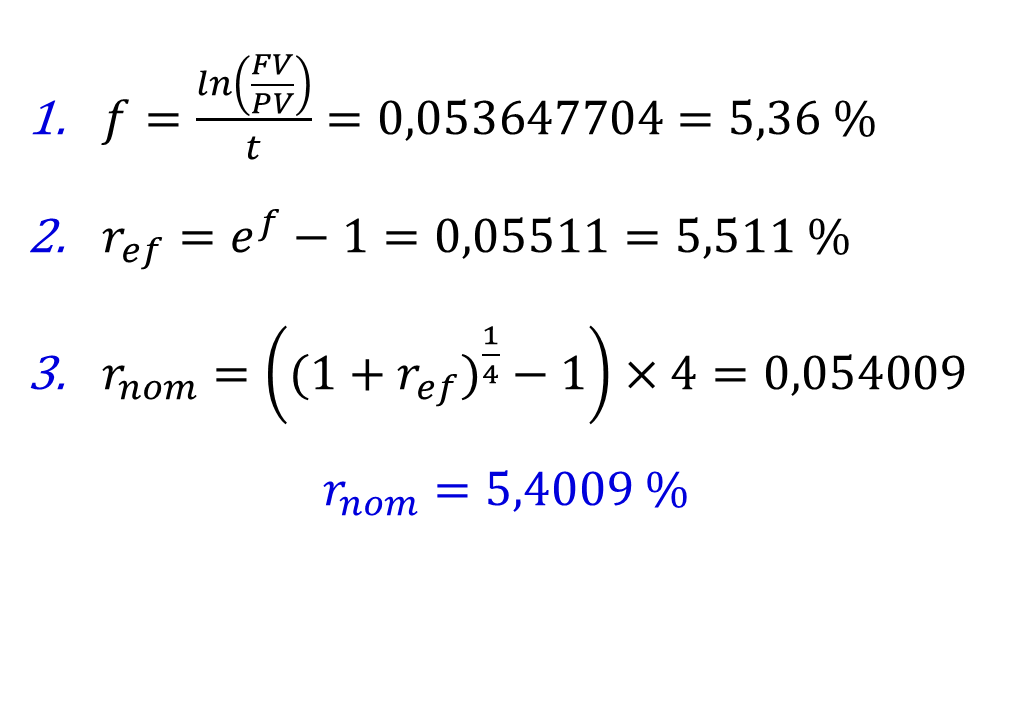 1. f = ln(FV/PV)/t = 0,053647704 = 5,36 %
2. r_ef = e^f − 1 = 0,05511 = 5,511 %
3. r_nom = ((1 + r_ef)^(1/4) − 1) × 4 = 0,054009
r_nom = 5,4009 %